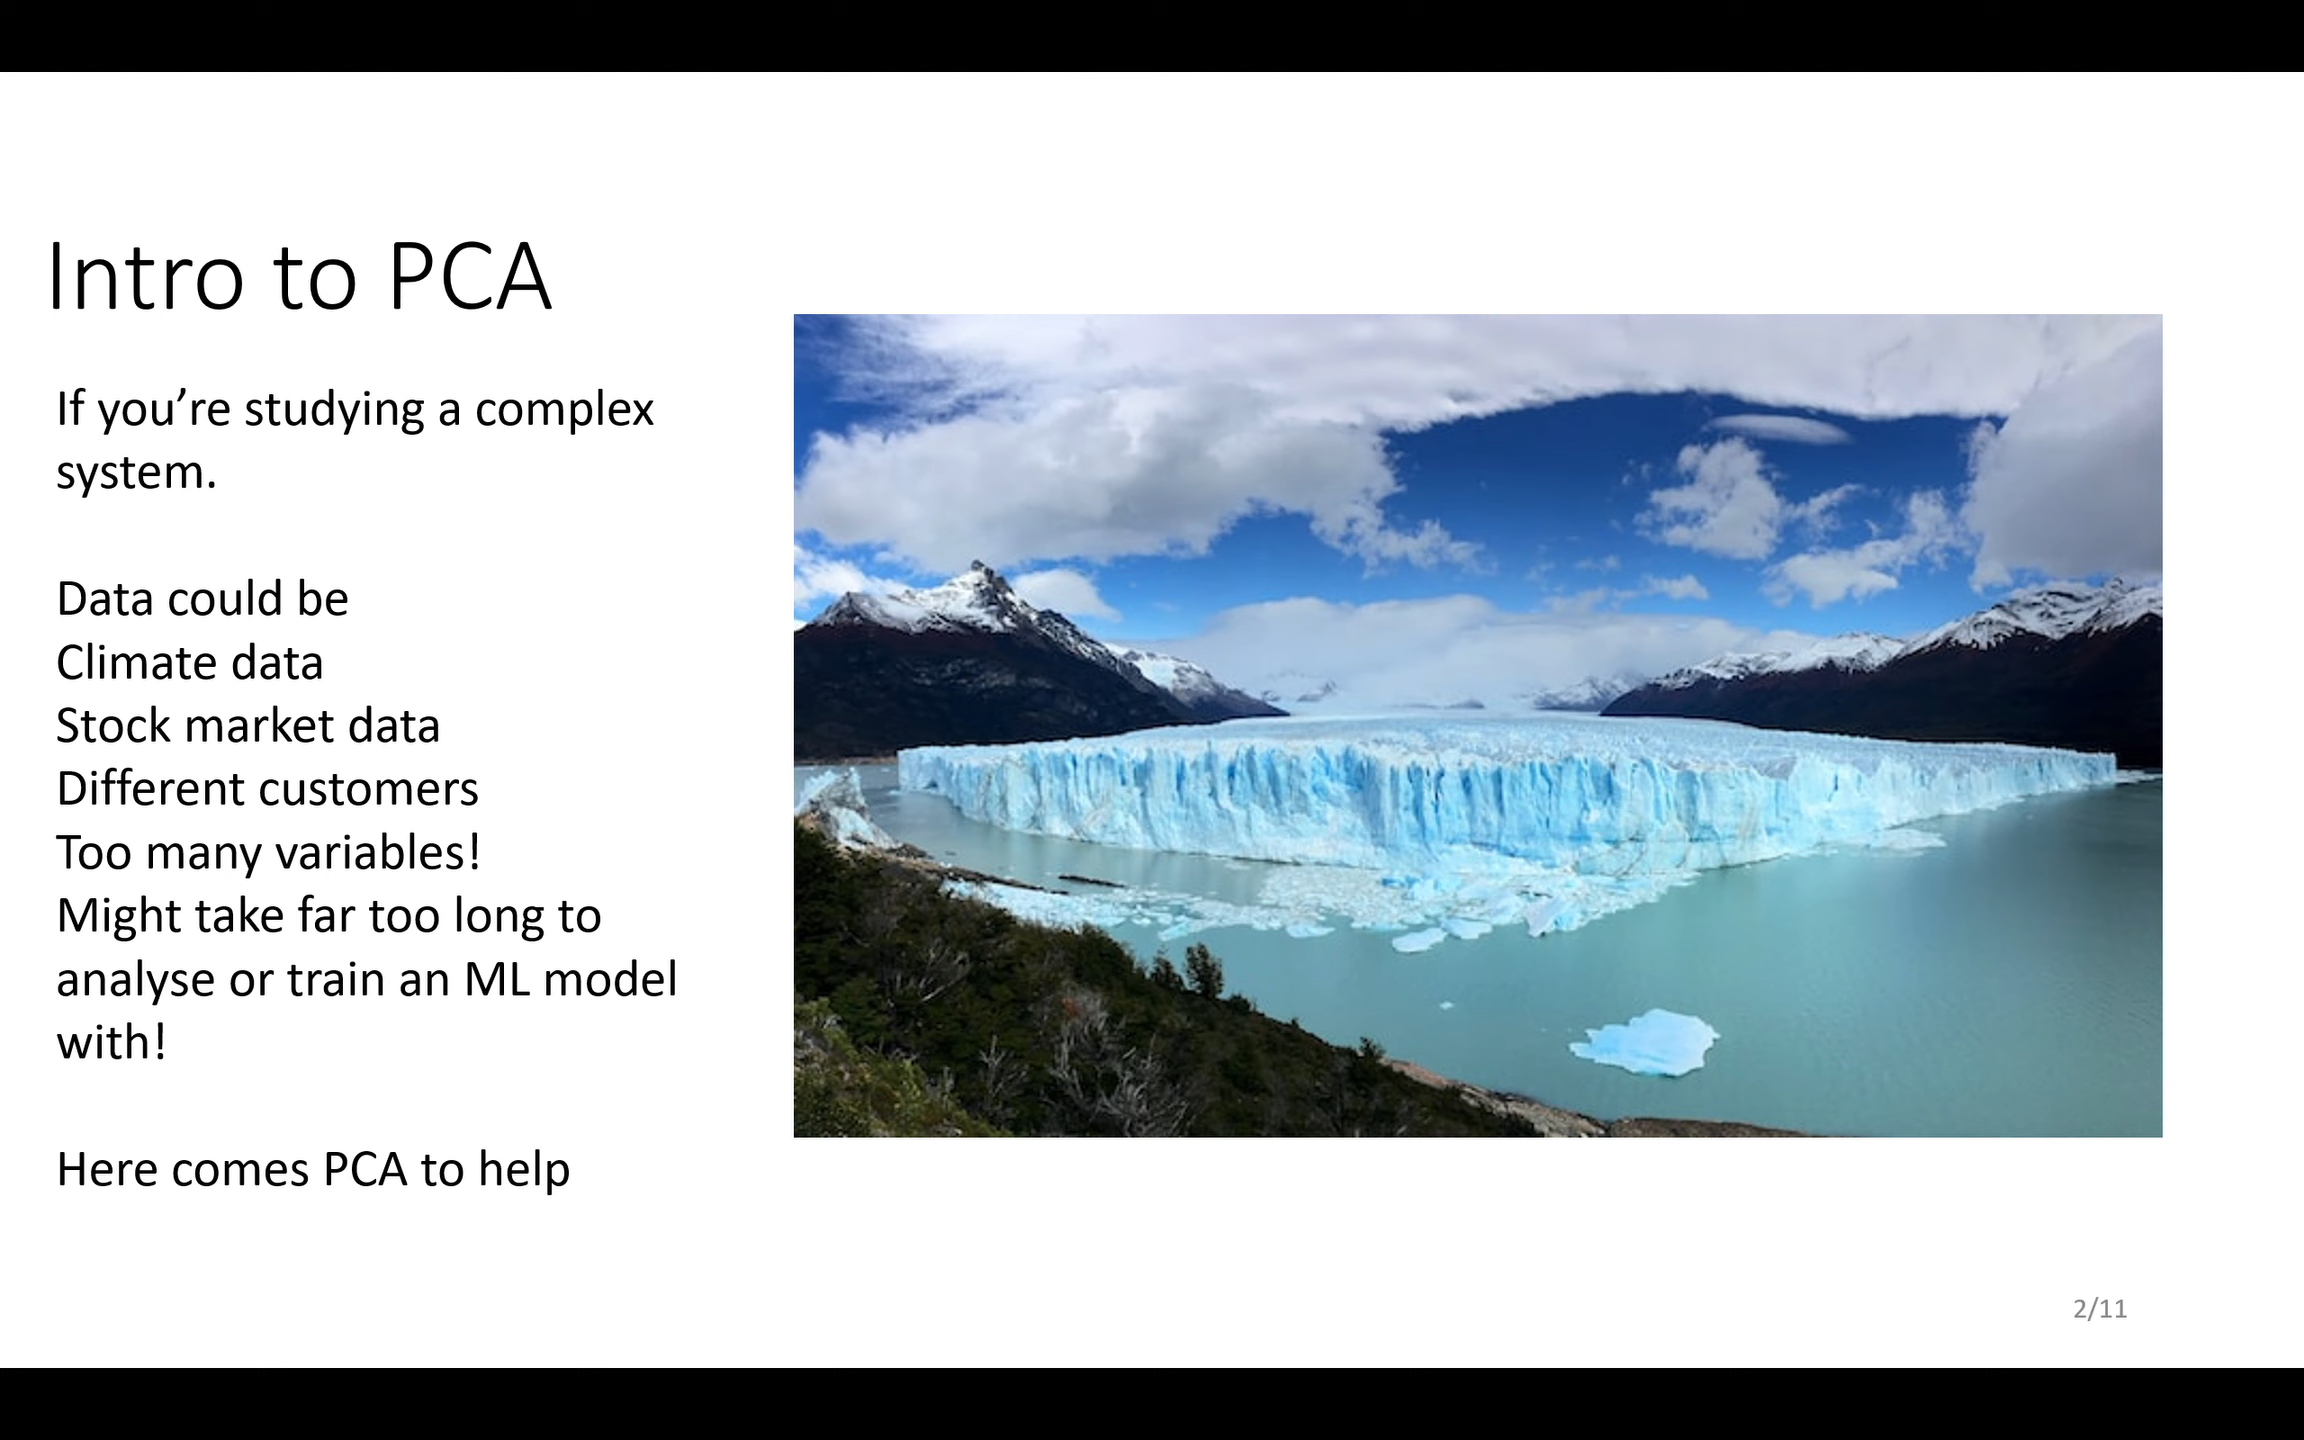 Intro to PCA
If you’re studying a complex
system.
Data could be
Climate data
Stock market data
Different customers
Too many variables!
Might take far too long to
analyse or train an ML model
with!
Here comes PCA to help
2/11